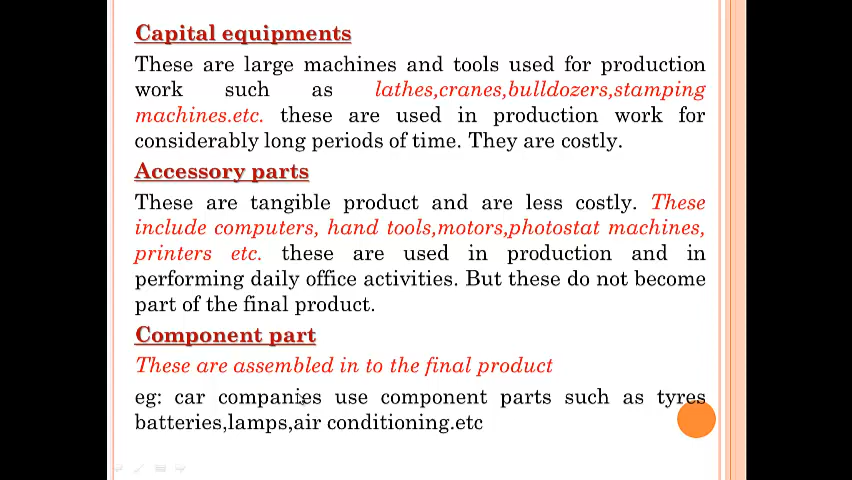 Capital equipments
These are large machines and tools used for production
work such as lathes,cranes,bulldozers,stamping
machines.etc. these are used in production work for
considerably long periods of time. They are costly.
Accessory parts
These are tangible product and are less costly. These
include computers, hand tools,motors,photostat machines,
printers etc. these are used in production and in
performing daily office activities. But these do not become
part of the final product.
Component part
These are assembled in to the final product
eg: car companies use component parts such as tyres
batteries,lamps,air conditioning.etc